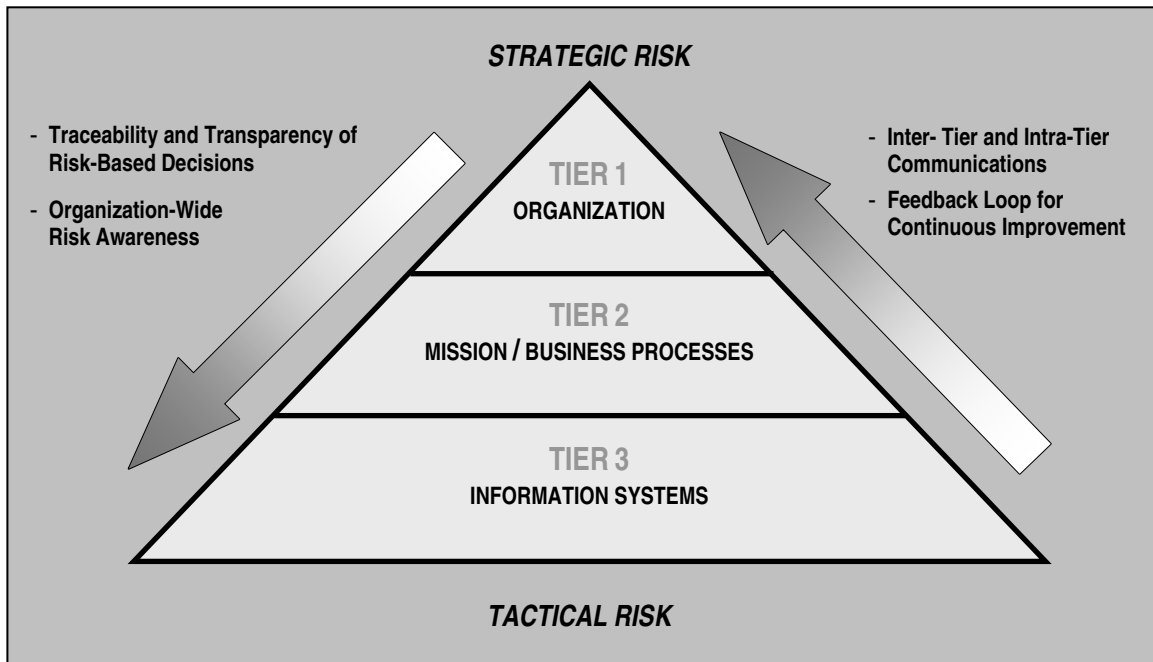 STRATEGIC RISK
- Traceability and Transparency of
Risk-Based Decisions
- Organization-Wide
Risk Awareness
- Inter- Tier and Intra-Tier
Communications
- Feedback Loop for
Continuous Improvement
TIER 1
ORGANIZATION
TIER 2
MISSION / BUSINESS PROCESSES
TIER 3
INFORMATION SYSTEMS
TACTICAL RISK